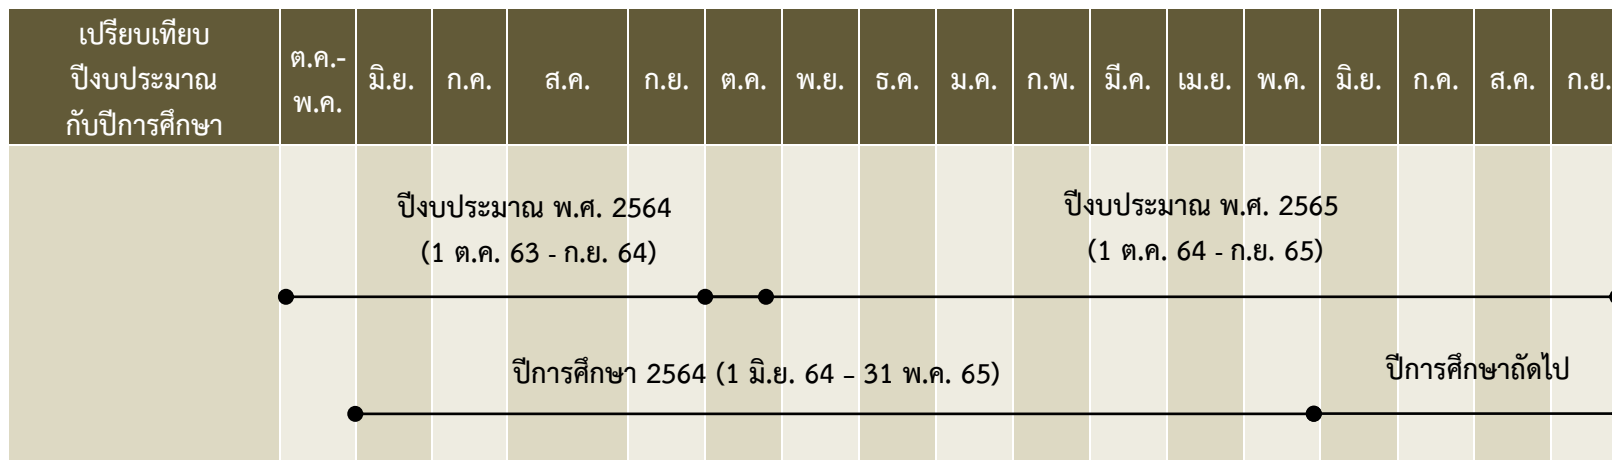 เปรียบเทียบ
ปีงบประมาณ
กับปีการศึกษา
ต.ค.-
พ.ค.
มิ.ย.
ก.ค.
ส.ค.
ก.ย.
ต.ค.
พ.ย.
ธ.ค.
ม.ค.
ก.พ.
มี.ค.
เม.ย.
พ.ค.
มิ.ย.
ก.ค.
ส.ค.
ก.ย.
ปีงบประมาณ พ.ศ. 2564
(1 ต.ค. 63 - ก.ย. 64)
ปีงบประมาณ พ.ศ. 2565
(1 ต.ค. 64 - ก.ย. 65)
ปีการศึกษา 2564 (1 มิ.ย. 64 – 31 พ.ค. 65)
ปีการศึกษาถัดไป